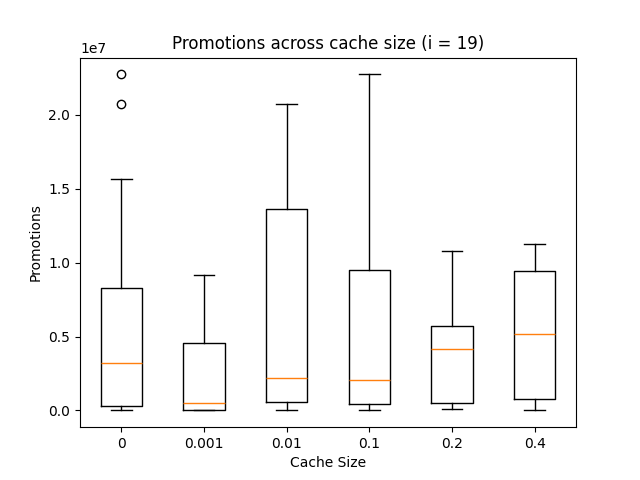 Promotions across cache size (i = 19)
1e7
2.0
1.5
1.0
0.5
0.0
Promotions
0 0.001 0.01 0.1 0.2 0.4
Cache Size